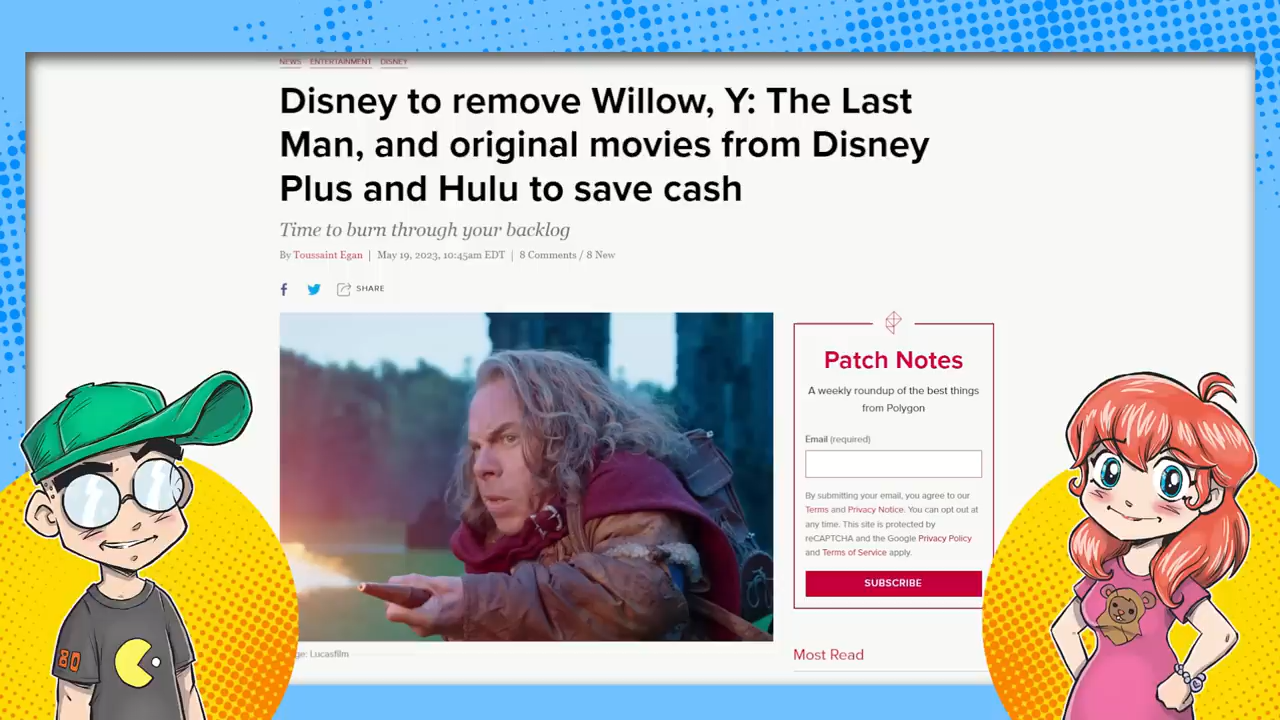 NEWS ENTERTAINMENT DISNEY
Disney to remove Willow, Y: The Last
Man, and original movies from Disney
Plus and Hulu to save cash
Time to burn through your backlog
By Toussaint Egan | May 19, 2023, 10:45am EDT | 8 Comments / 8 New
SHARE
Patch Notes
A weekly roundup of the best things
from Polygon
Email (required)
By submitting your email, you agree to our
Terms and Privacy Notice. You can opt out at
any time. This site is protected by
reCAPTCHA and the Google Privacy Policy
and Terms of Service apply.
SUBSCRIBE
Lucasfilm
Most Read
80